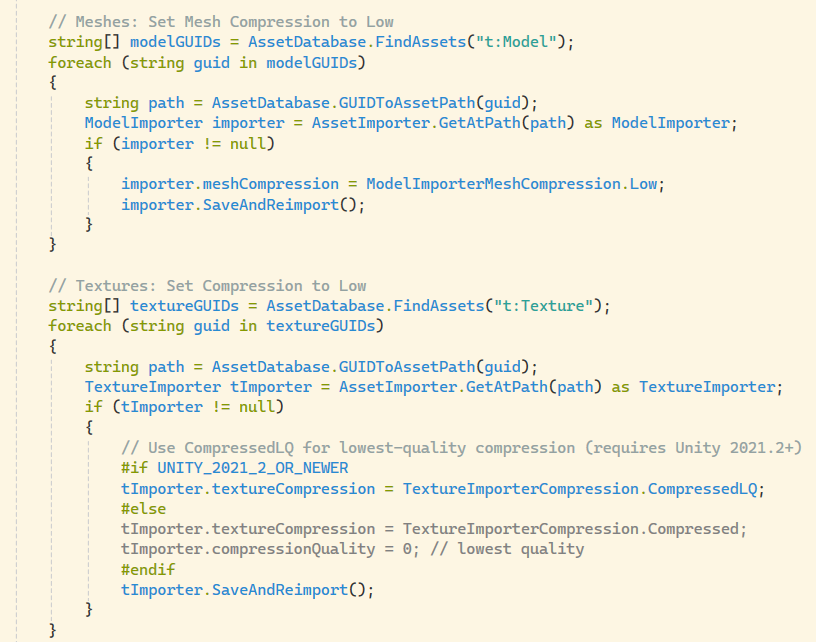 // Meshes: Set Mesh Compression to Low
string[] modelGUIDs = AssetDatabase.FindAssets("t:Model");
foreach (string guid in modelGUIDs)
{
string path = AssetDatabase.GUIDToAssetPath(guid);
ModelImporter importer = AssetImporter.GetAtPath(path) as ModelImporter;
if (importer != null)
{
importer.meshCompression = ModelImporterMeshCompression.Low;
importer.SaveAndReimport();
}
}
// Textures: Set Compression to Low
string[] textureGUIDs = AssetDatabase.FindAssets("t:Texture");
foreach (string guid in textureGUIDs)
{
string path = AssetDatabase.GUIDToAssetPath(guid);
TextureImporter tImporter = AssetImporter.GetAtPath(path) as TextureImporter;
if (tImporter != null)
{
// Use CompressedLQ for lowest-quality compression (requires Unity 2021.2+)
#if UNITY_2021_2_OR_NEWER
tImporter.textureCompression = TextureImporterCompression.CompressedLQ;
#else
tImporter.textureCompression = TextureImporterCompression.Compressed;
tImporter.compressionQuality = 0; // lowest quality
#endif
tImporter.SaveAndReimport();
}
}